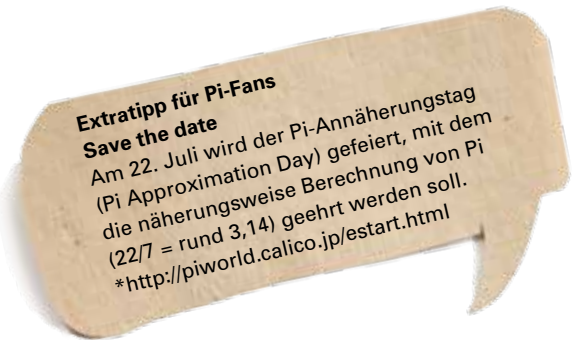 Extratipp für Pi-Fans
Save the date
Am 22. Juli wird der Pi-Annäherungstag
(Pi Approximation Day) gefeiert, mit dem
die näherungsweise Berechnung von Pi
(22/7 = rund 3,14) geehrt werden soll.
*http://piworld.calico.jp/estart.html